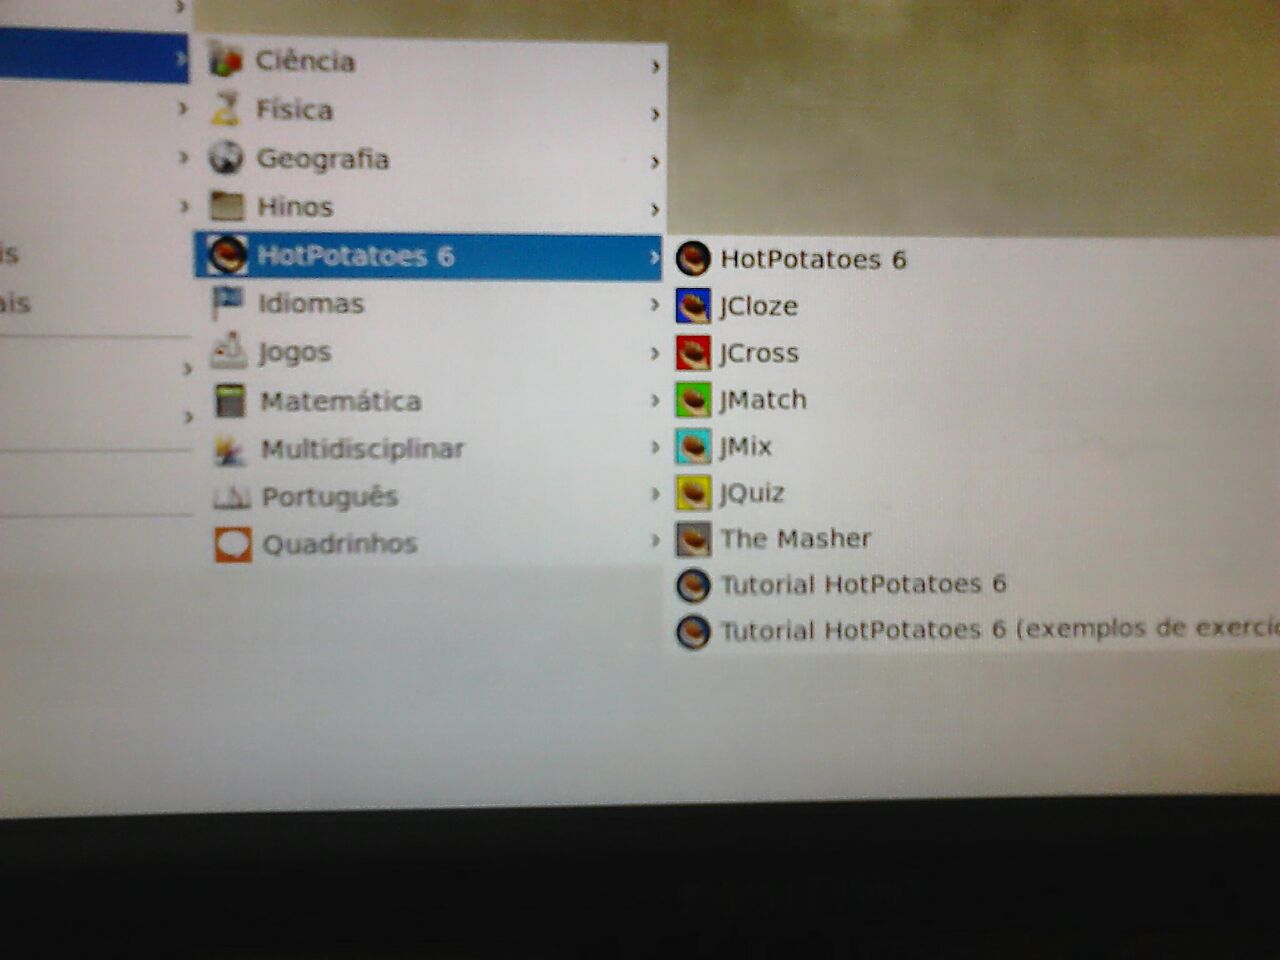 Ciência
Física
Geografia
Hinos
HotPotatoes 6
Idiomas
Jogos
Matemática
Multidisciplinar
Português
Quadrinhos
HotPotatoes 6
JCloze
JCross
JMatch
JMix
JQuiz
The Masher
Tutorial HotPotatoes 6
Tutorial HotPotatoes 6 (exemplos de